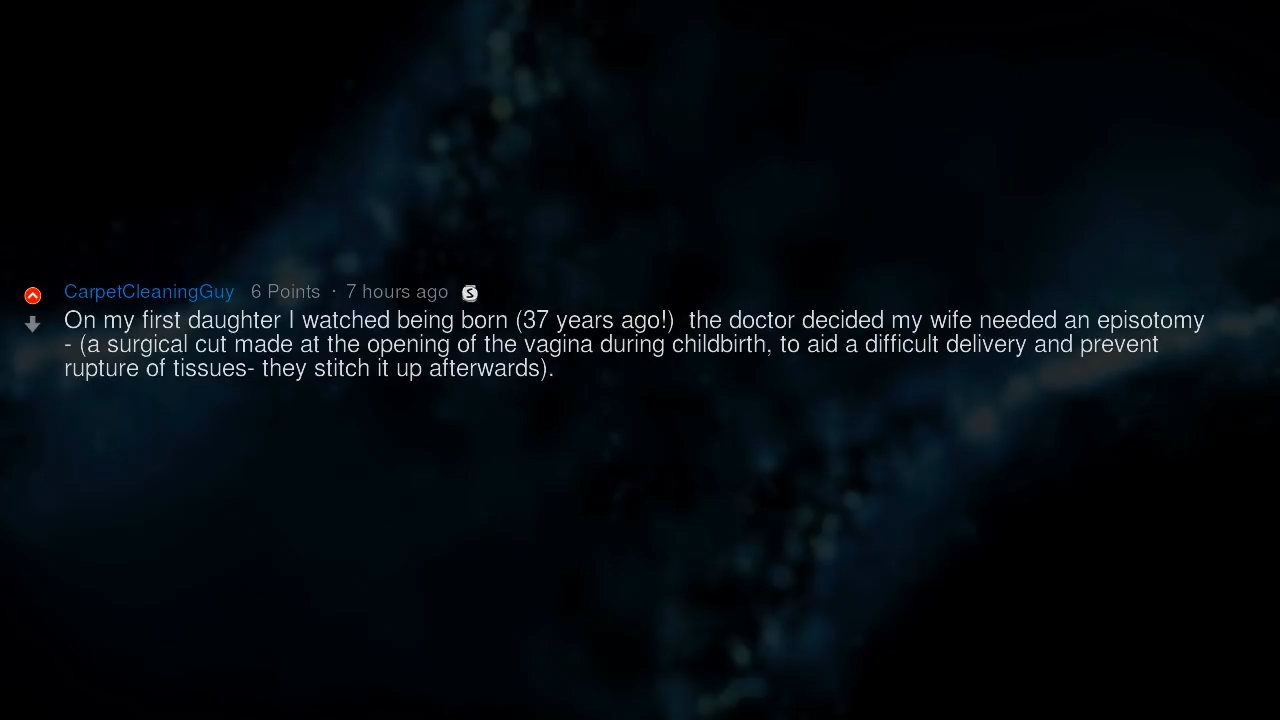 CarpetCleaningGuy 6 Points · 7 hours ago S
On my first daughter I watched being born (37 years ago!)  the doctor decided my wife needed an episotomy
- (a surgical cut made at the opening of the vagina during childbirth, to aid a difficult delivery and prevent
rupture of tissues- they stitch it up afterwards).